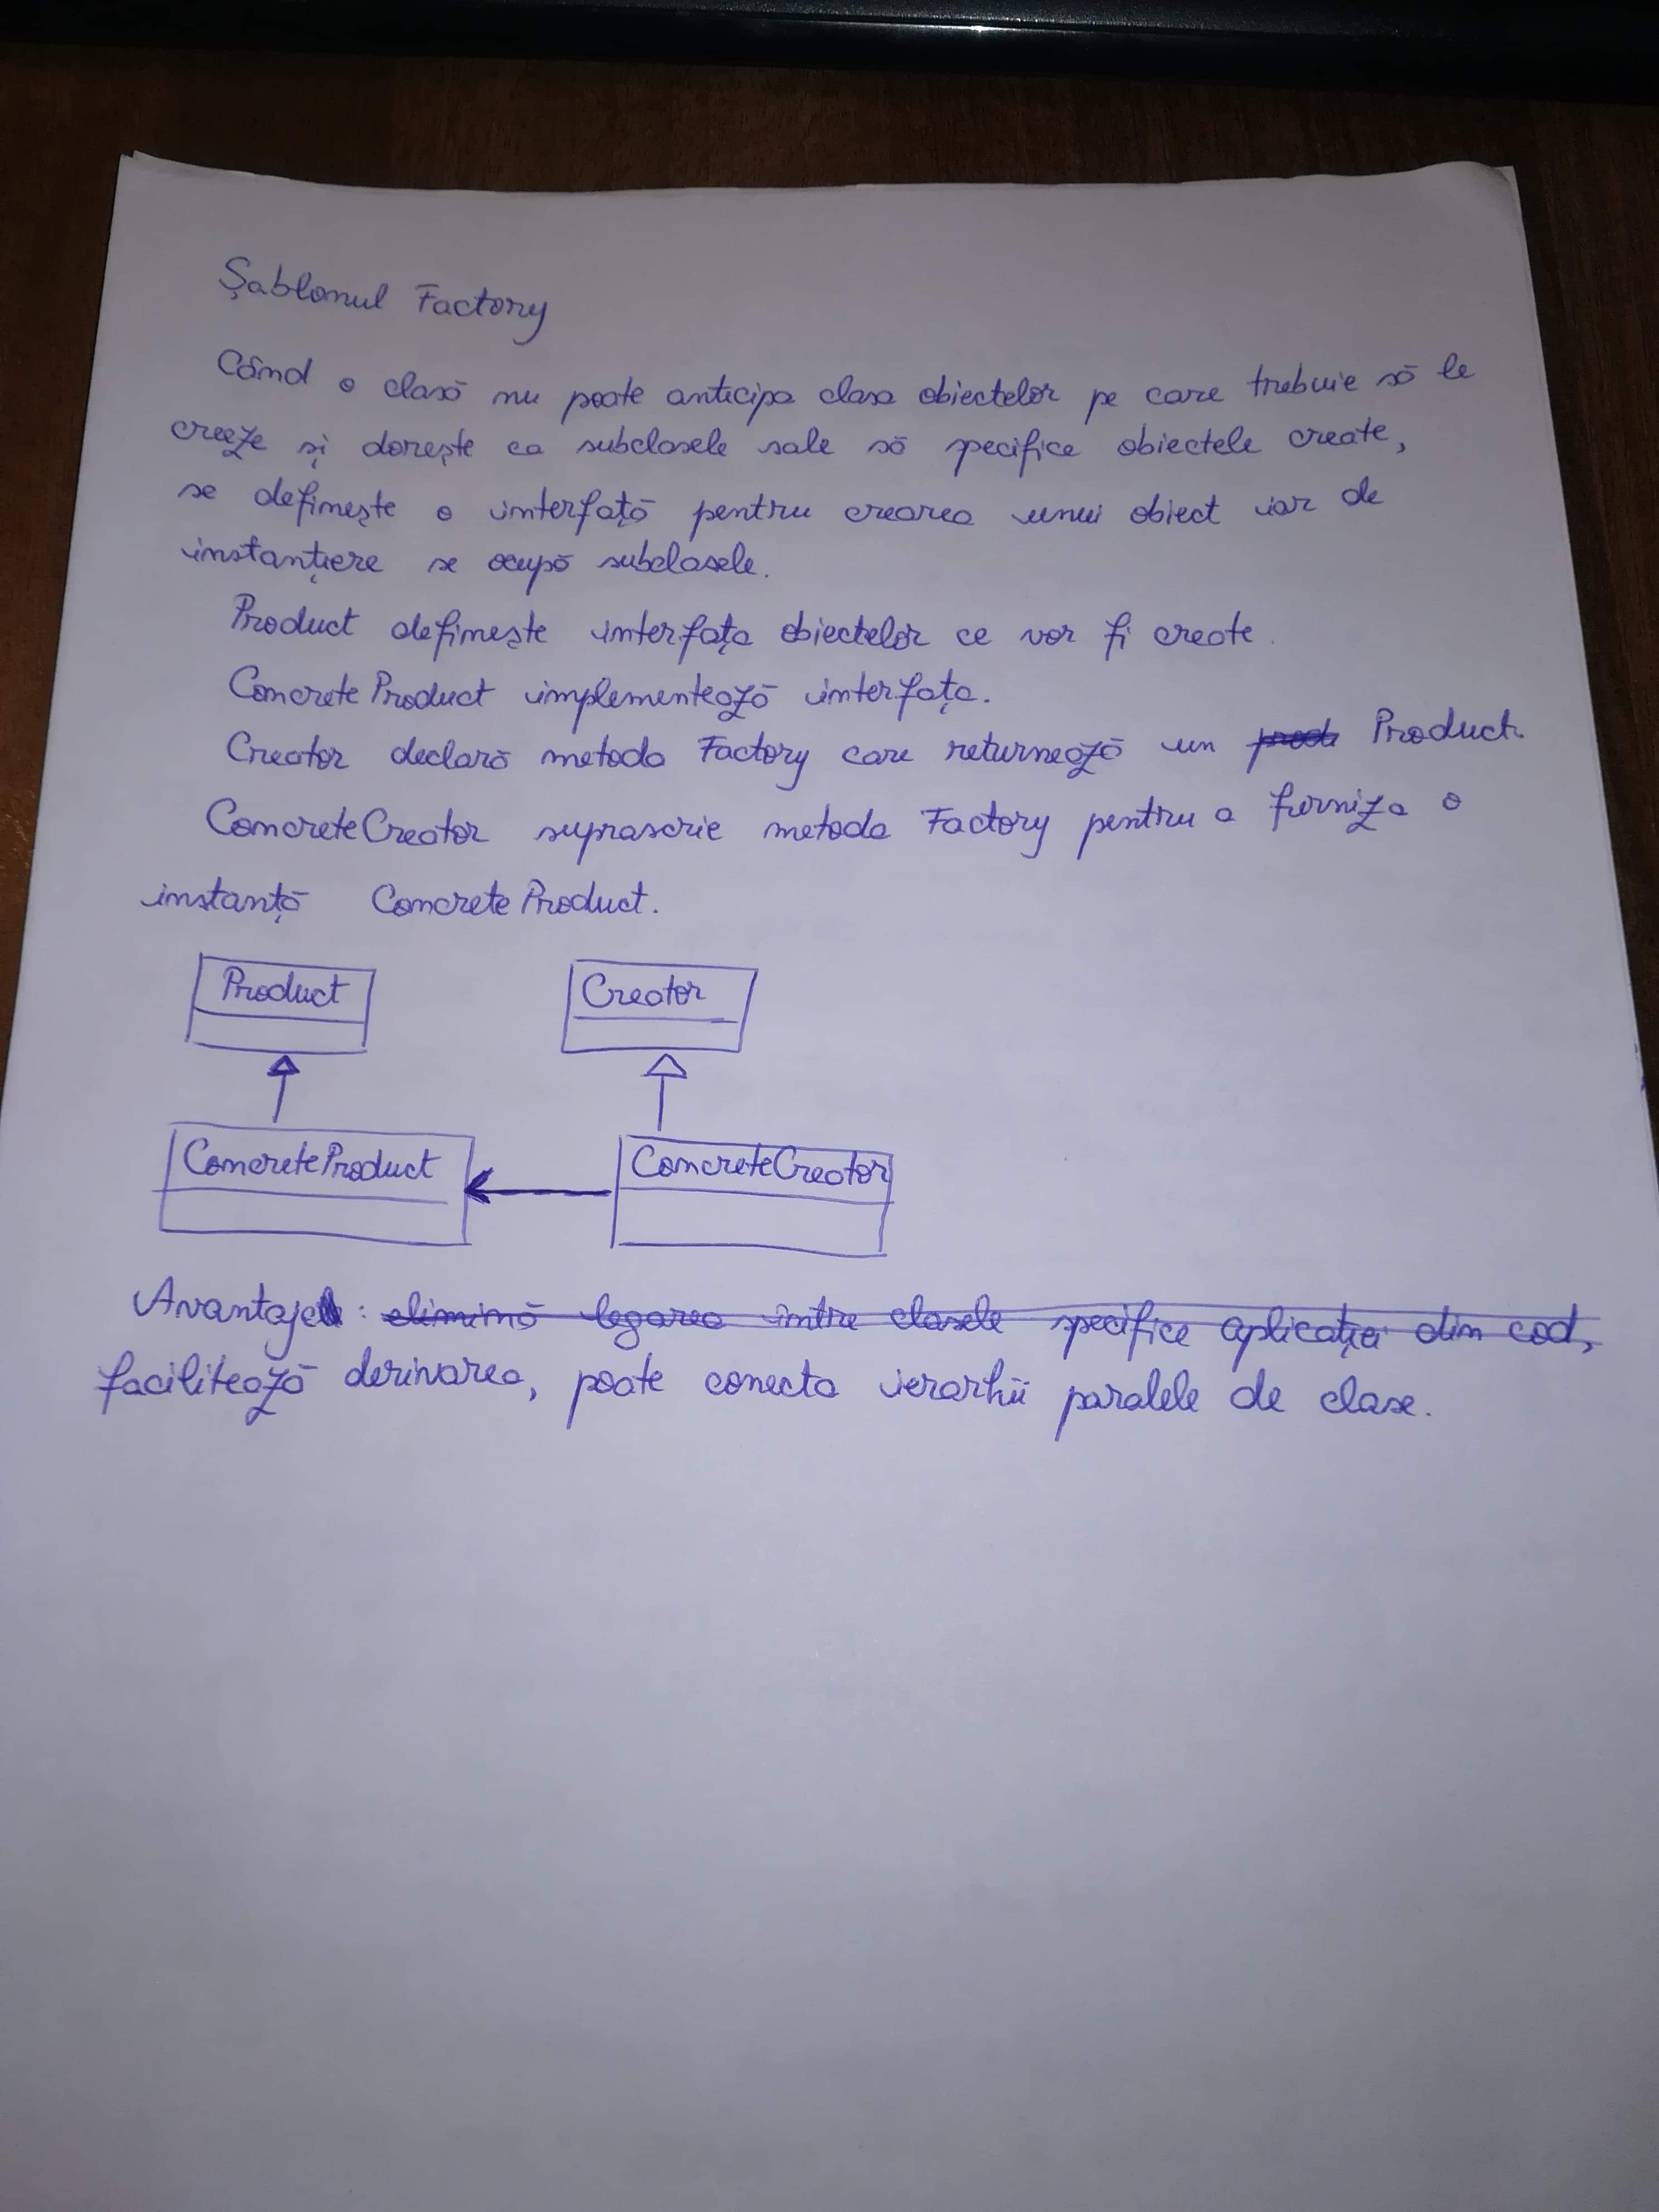 Șablonul Factory
Când o clasă nu poate anticipa clasa obiectelor pe care trebuie să le
creeze și dorește ca subclasele sale să specifice obiectele create,
se definește o interfață pentru crearea unui obiect iar de
instanțiere se ocupă subclasele.
Product definește interfața obiectelor ce vor fi create.
ConcreteProduct implementează interfața.
Creator declară metoda Factory care returnează un prod Product.
ConcreteCreator suprascrie metoda Factory pentru a furniza o
instanță ConcreteProduct.
Product Creator
ConcreteProduct ConcreteCreator
Avantaje: elimină legarea intre clasele specifice aplicației din cod,
facilitează derivarea, poate conecta ierarhii paralele de clase.